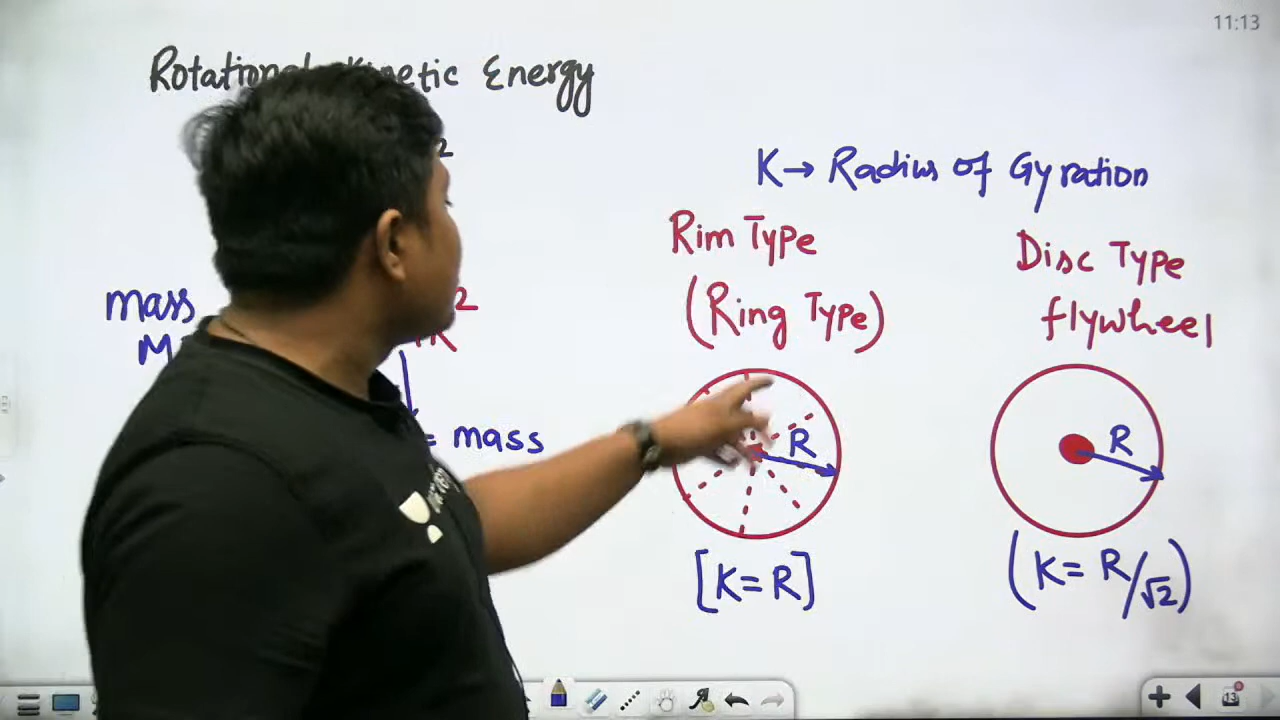 11:13
Rotational Kinetic Energy
2
K → Radius of Gyration
Rim Type
(Ring Type)
Disc Type
flywheel
mass
M
2
K
= mass
R
R
[K = R]
(K = R/√2)
13